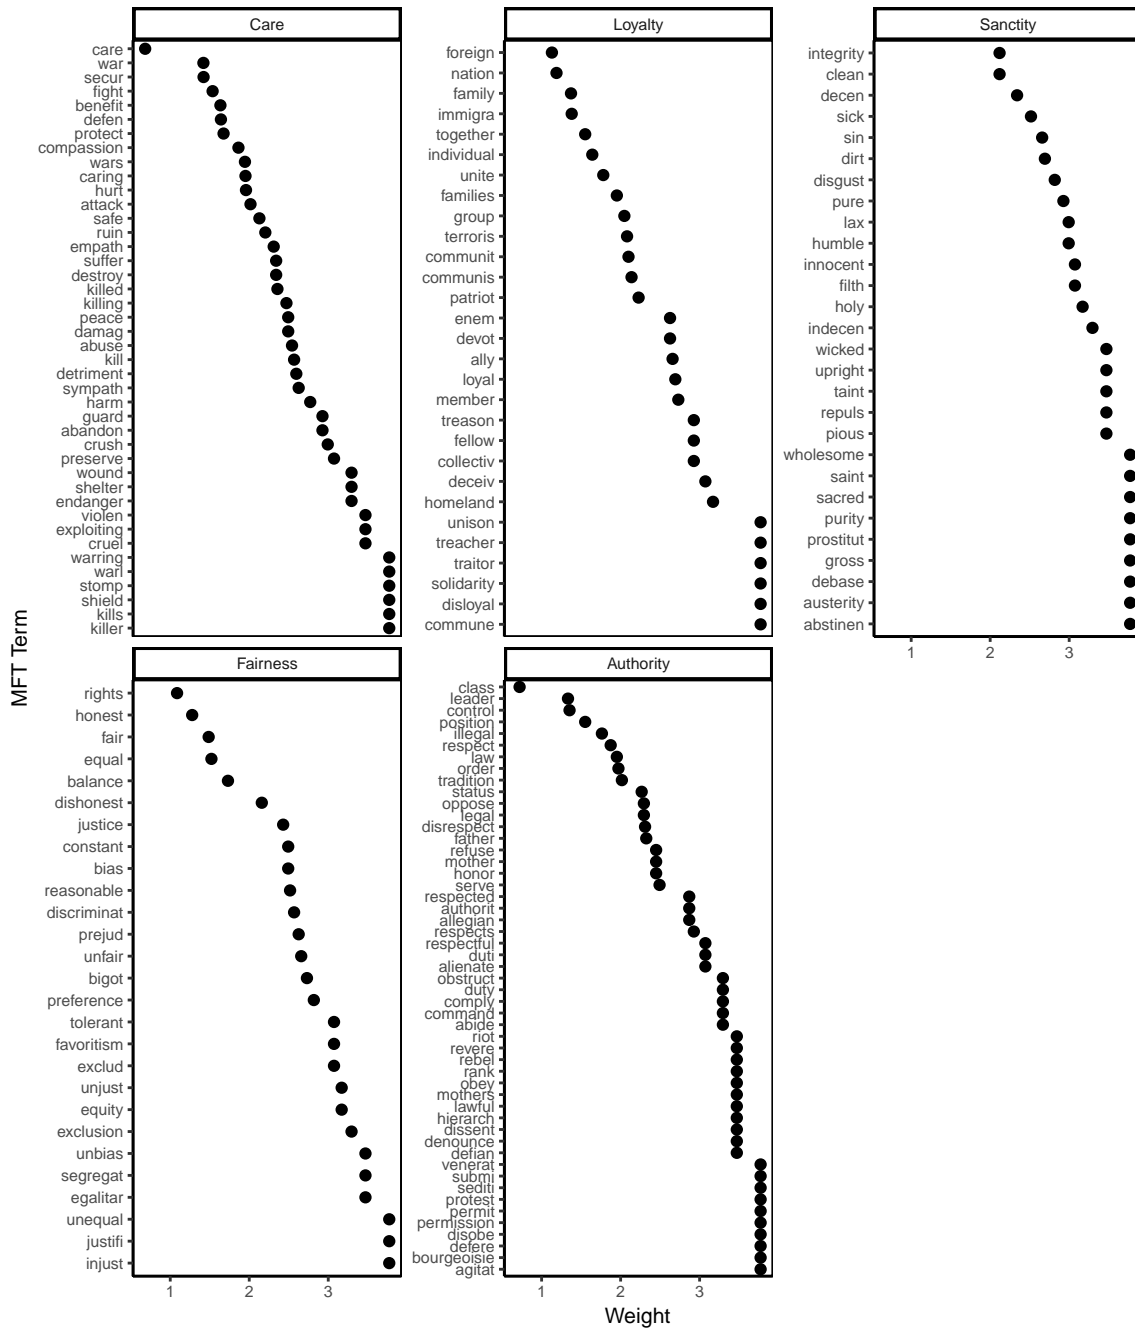 Care
care
war
secur
fight
benefit
defen
protect
compassion
wars
caring
hurt
attack
safe
ruin
empath
suffer
destroy
killed
killing
peace
damag
abuse
kill
detriment
sympath
harm
guard
abandon
crush
preserve
wound
shelter
endanger
violen
exploiting
cruel
warring
warl
stomp
shield
kills
killer
Loyalty
foreign
nation
family
immigra
together
individual
unite
families
group
terroris
communit
communis
patriot
enem
devot
ally
loyal
member
treason
fellow
collectiv
deceiv
homeland
unison
treacher
traitor
solidarity
disloyal
commune
Sanctity
integrity
clean
decen
sick
sin
dirt
disgust
pure
lax
humble
innocent
filth
holy
indecen
wicked
upright
taint
repuls
pious
wholesome
saint
sacred
purity
prostitut
gross
debase
austerity
abstinen
1 2 3
Fairness
rights
honest
fair
equal
balance
dishonest
justice
constant
bias
reasonable
discriminat
prejud
unfair
bigot
preference
tolerant
favoritism
exclud
unjust
equity
exclusion
unbias
segregat
egalitar
unequal
justifi
injust
1 2 3
Authority
class
leader
control
position
illegal
respect
law
order
tradition
status
oppose
legal
disrespect
father
refuse
mother
honor
serve
respected
authorit
allegian
respects
respectful
duti
alienate
obstruct
duty
comply
command
abide
riot
revere
rebel
rank
obey
mothers
lawful
hierarch
dissent
denounce
defian
venerat
submi
sediti
protest
permit
permission
disobe
defere
bourgeoisie
agitat
1 2 3
MFT Term
Weight